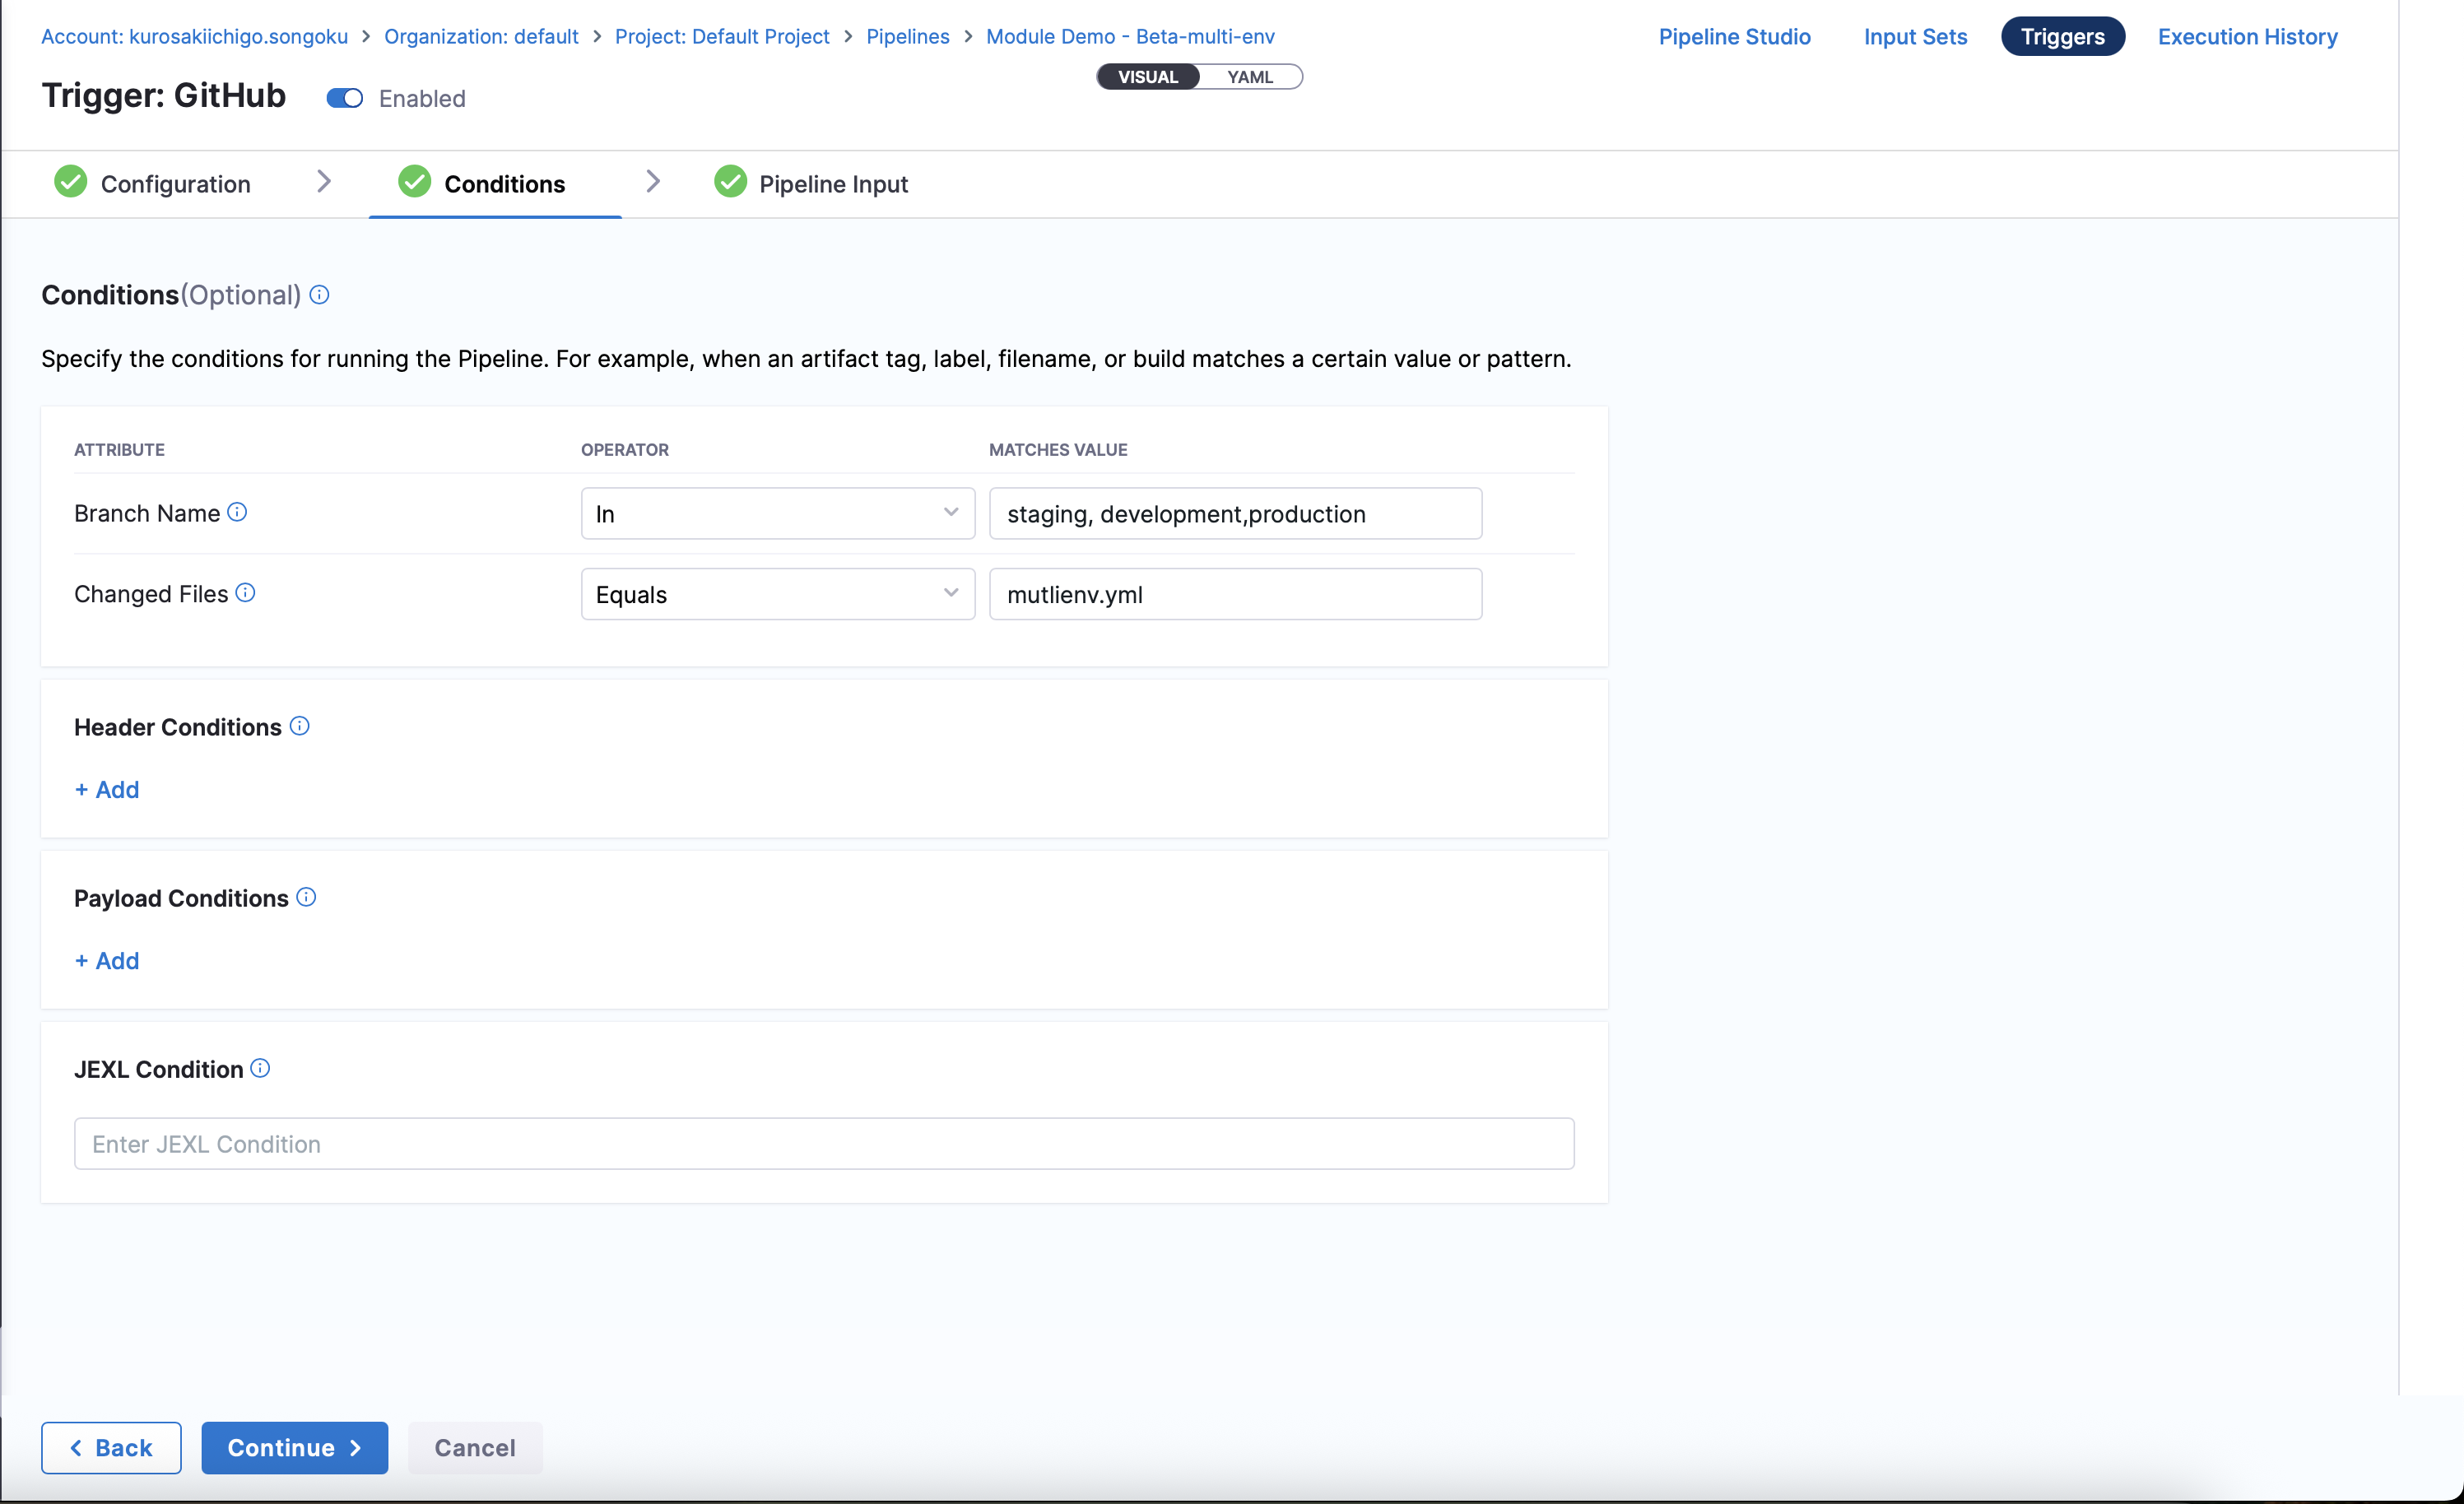 Account: kurosakiichigo.songoku > Organization: default > Project: Default Project > Pipelines > Module Demo - Beta-multi-env
Pipeline Studio Input Sets Triggers Execution History
VISUAL YAML
Trigger: GitHub Enabled
Configuration Conditions Pipeline Input
Conditions(Optional)
Specify the conditions for running the Pipeline. For example, when an artifact tag, label, filename, or build matches a certain value or pattern.
ATTRIBUTE OPERATOR MATCHES VALUE
Branch Name In staging, development,production
Changed Files Equals mutlienv.yml
Header Conditions
+ Add
Payload Conditions
+ Add
JEXL Condition
Enter JEXL Condition
< Back Continue > Cancel